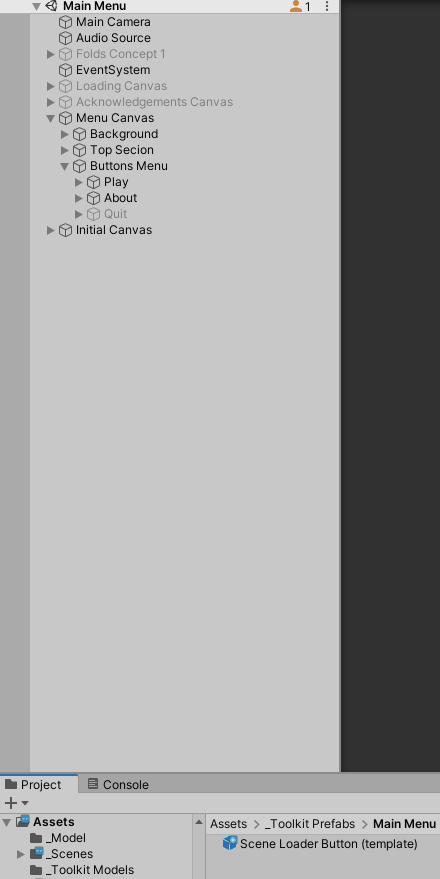 Main Menu 1
Main Camera
Audio Source
Folds Concept 1
EventSystem
Loading Canvas
Acknowledgements Canvas
Menu Canvas
Background
Top Secion
Buttons Menu
Play
About
Quit
Initial Canvas
Project Console
Assets
_Model
_Scenes
_Toolkit Models
Assets > _Toolkit Prefabs > Main Menu
Scene Loader Button (template)